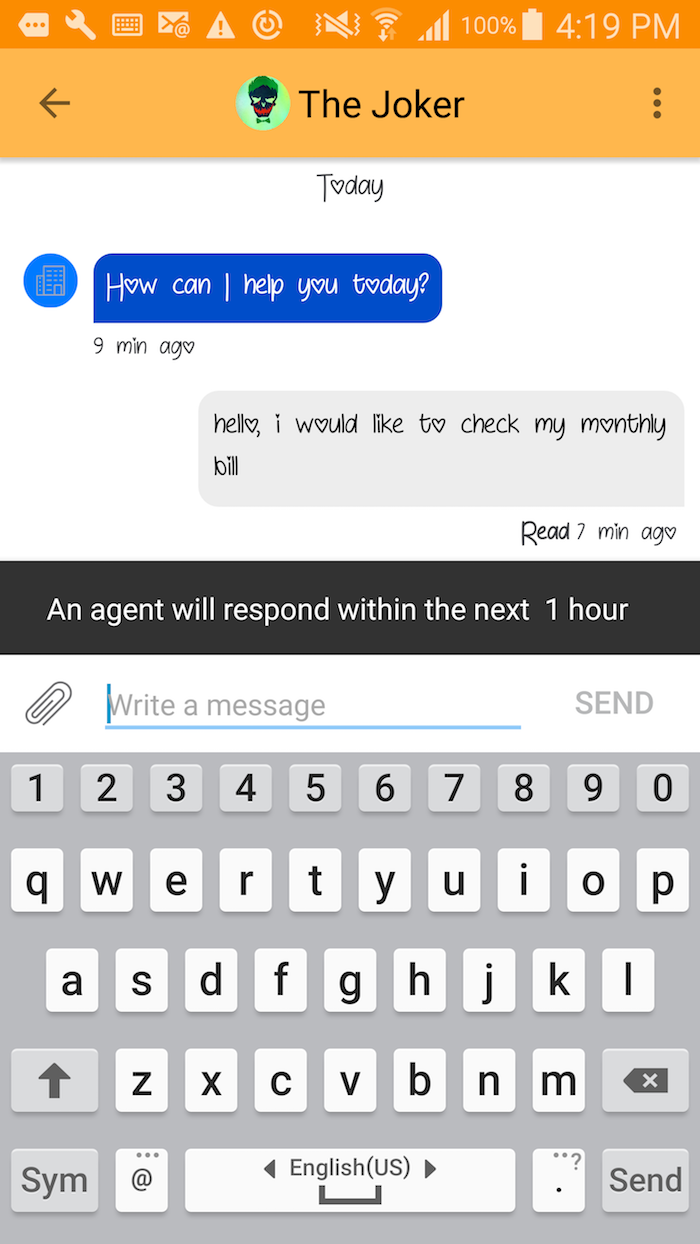 100% 4:19 PM
The Joker
Today
How can I help you today?
9 min ago
hello, i would like to check my monthly
bill
Read 7 min ago
An agent will respond within the next 1 hour
Write a message SEND
1 2 3 4 5 6 7 8 9 0
q w e r t y u i o p
a s d f g h j k l
z x c v b n m
Sym @ English(US) . ? Send